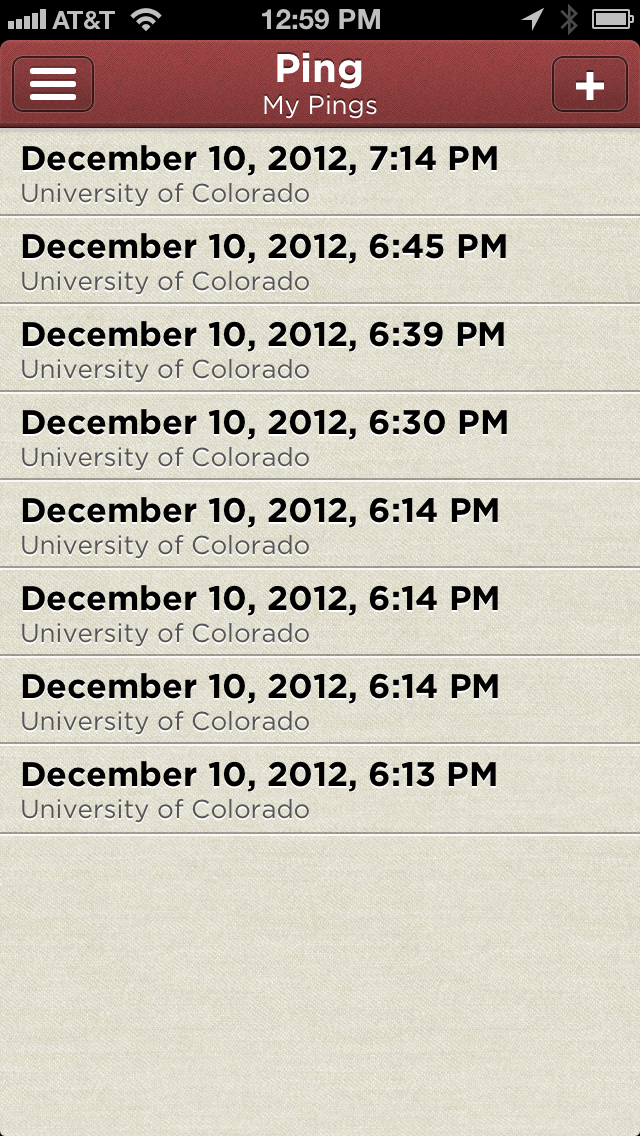 AT&T 12:59 PM
Ping
My Pings
December 10, 2012, 7:14 PM
University of Colorado
December 10, 2012, 6:45 PM
University of Colorado
December 10, 2012, 6:39 PM
University of Colorado
December 10, 2012, 6:30 PM
University of Colorado
December 10, 2012, 6:14 PM
University of Colorado
December 10, 2012, 6:14 PM
University of Colorado
December 10, 2012, 6:14 PM
University of Colorado
December 10, 2012, 6:13 PM
University of Colorado